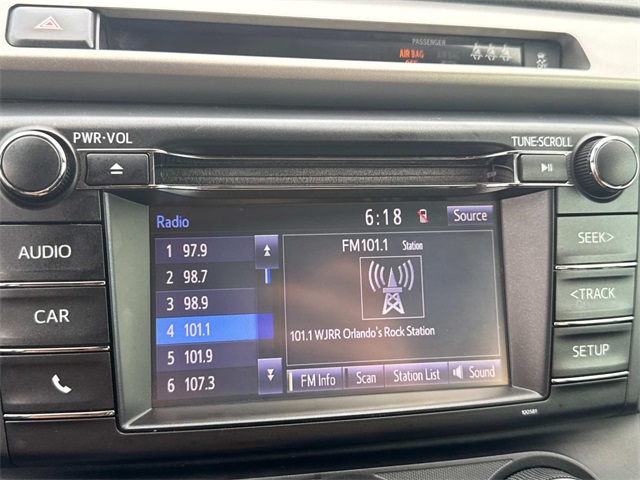 PASSENGER
AIR BAG
OFF
PWR·VOL
TUNE·SCROLL
Radio
6:18
Source
AUDIO
1 97.9
FM101.1 Station
SEEK>
2 98.7
3 98.9
<TRACK
CAR
4 101.1
101.1 WJRR Orlando's Rock Station
5 101.9
SETUP
6 107.3
FM Info
Scan
Station List
Sound
100581